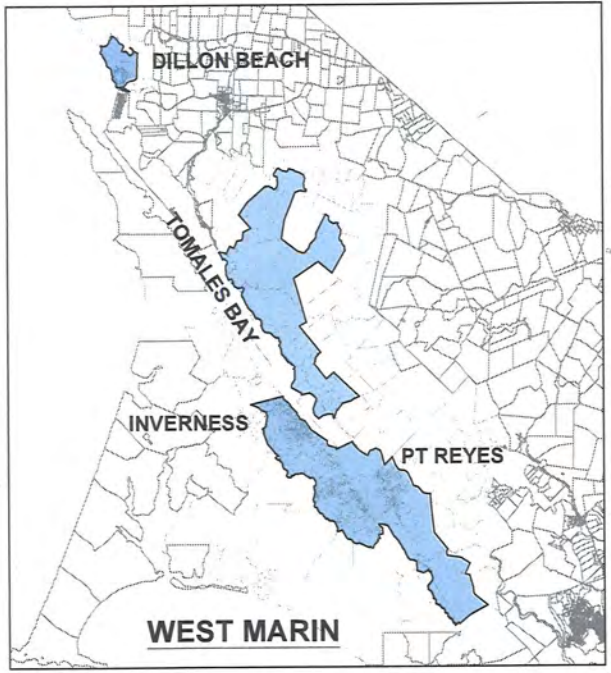 DILLON BEACH
TOMALES BAY
INVERNESS
PT REYES
WEST MARIN